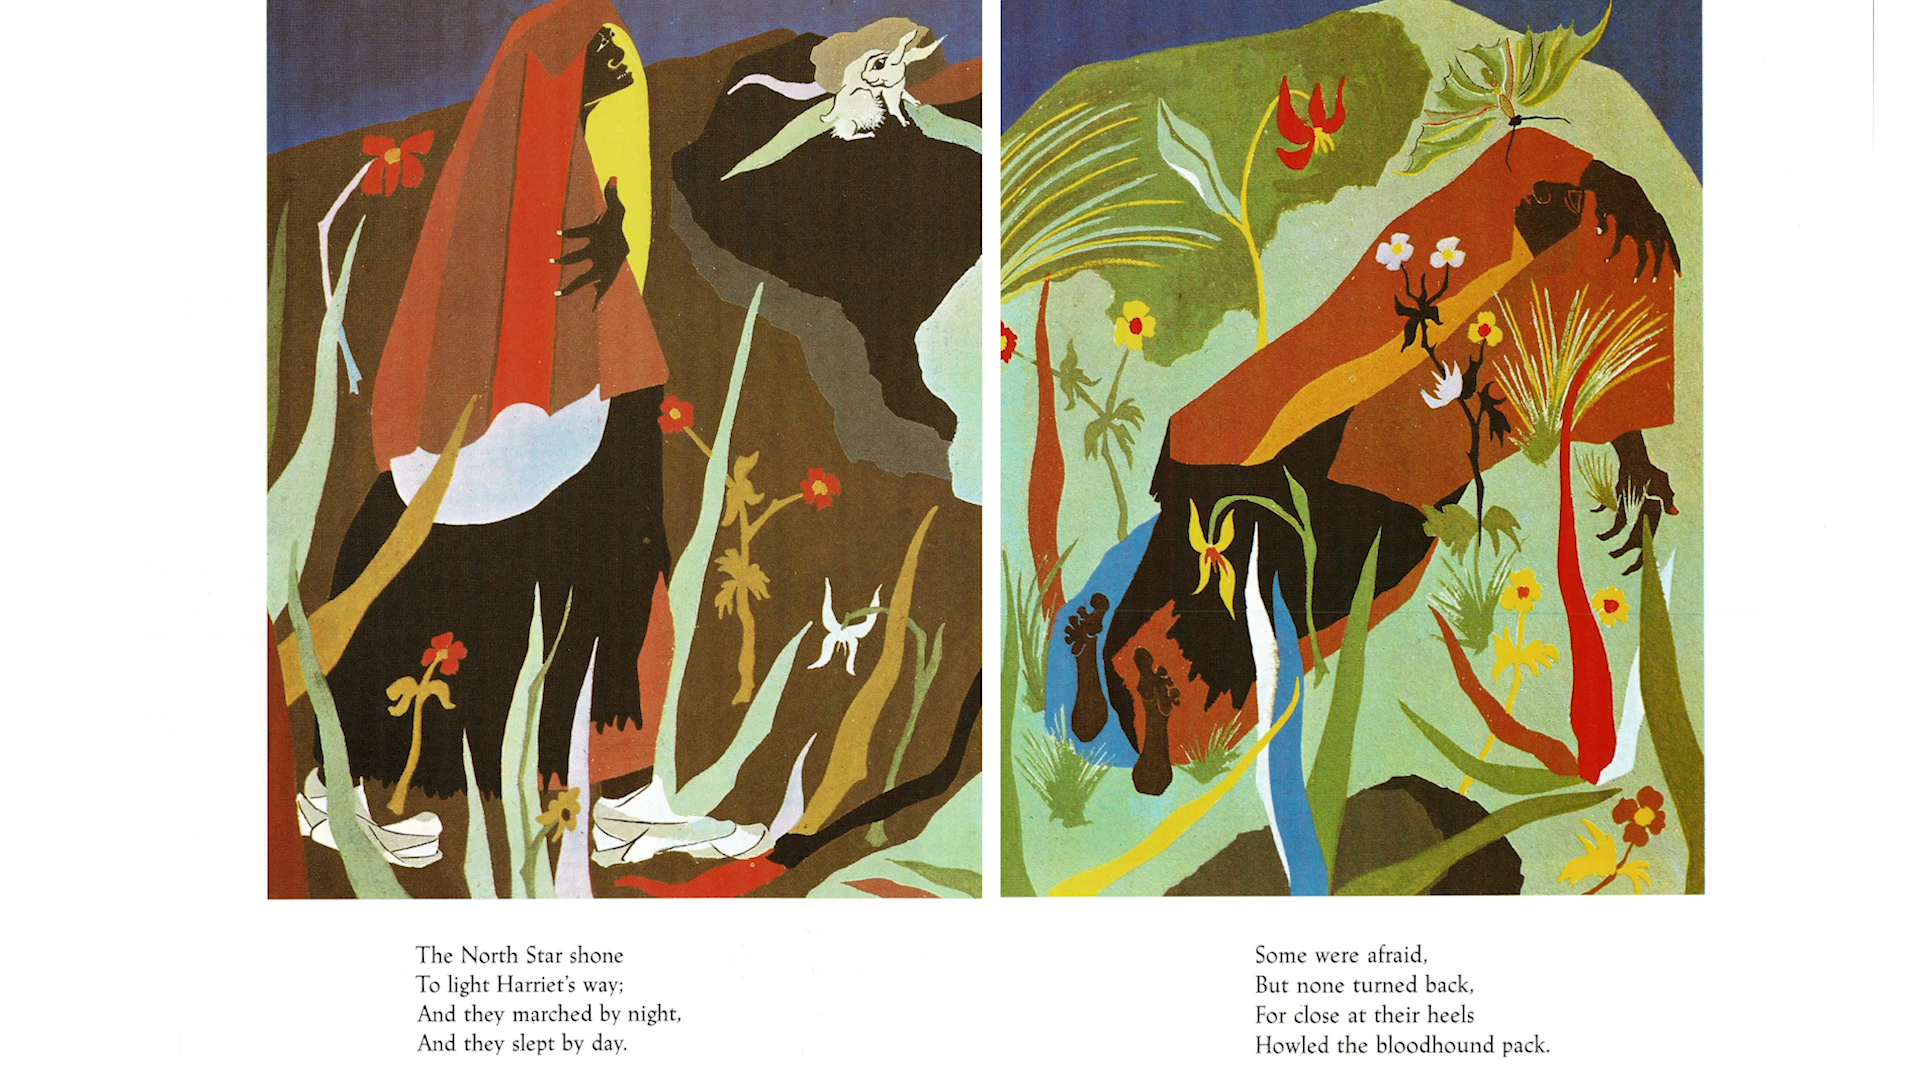 The North Star shone
To light Harriet's way;
And they marched by night,
And they slept by day.
Some were afraid,
But none turned back,
For close at their heels
Howled the bloodhound pack.